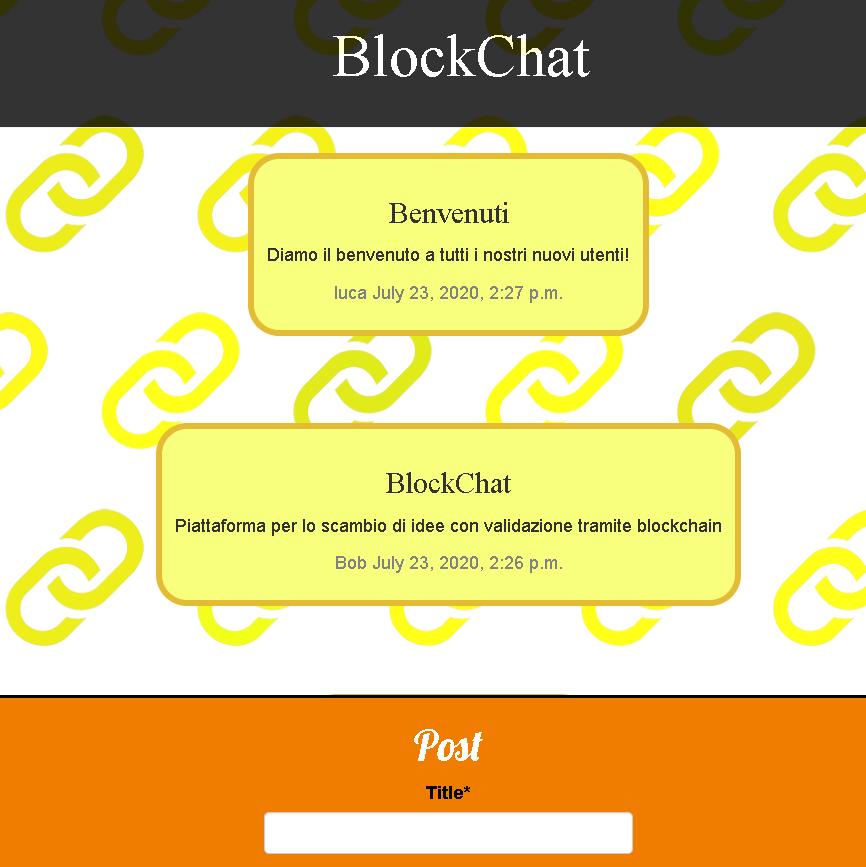 BlockChat
Benvenuti
Diamo il benvenuto a tutti i nostri nuovi utenti!
luca July 23, 2020, 2:27 p.m.
BlockChat
Piattaforma per lo scambio di idee con validazione tramite blockchain
Bob July 23, 2020, 2:26 p.m.
Post
Title*